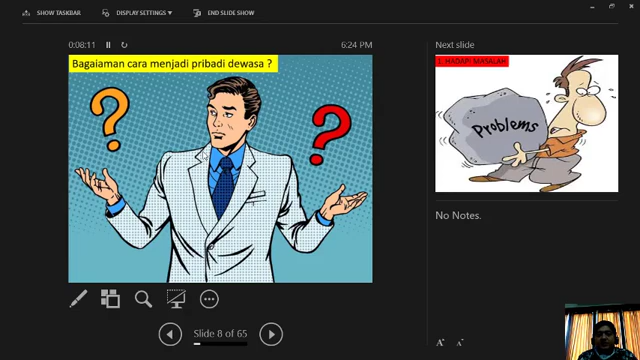 SHOW TASKBAR
DISPLAY SETTINGS
END SLIDE SHOW
0:08:11
6:24 PM
Bagaiaman cara menjadi pribadi dewasa ?
? ?
Next slide
1. HADAPI MASALAH
Problems
No Notes.
Slide 8 of 65
A A